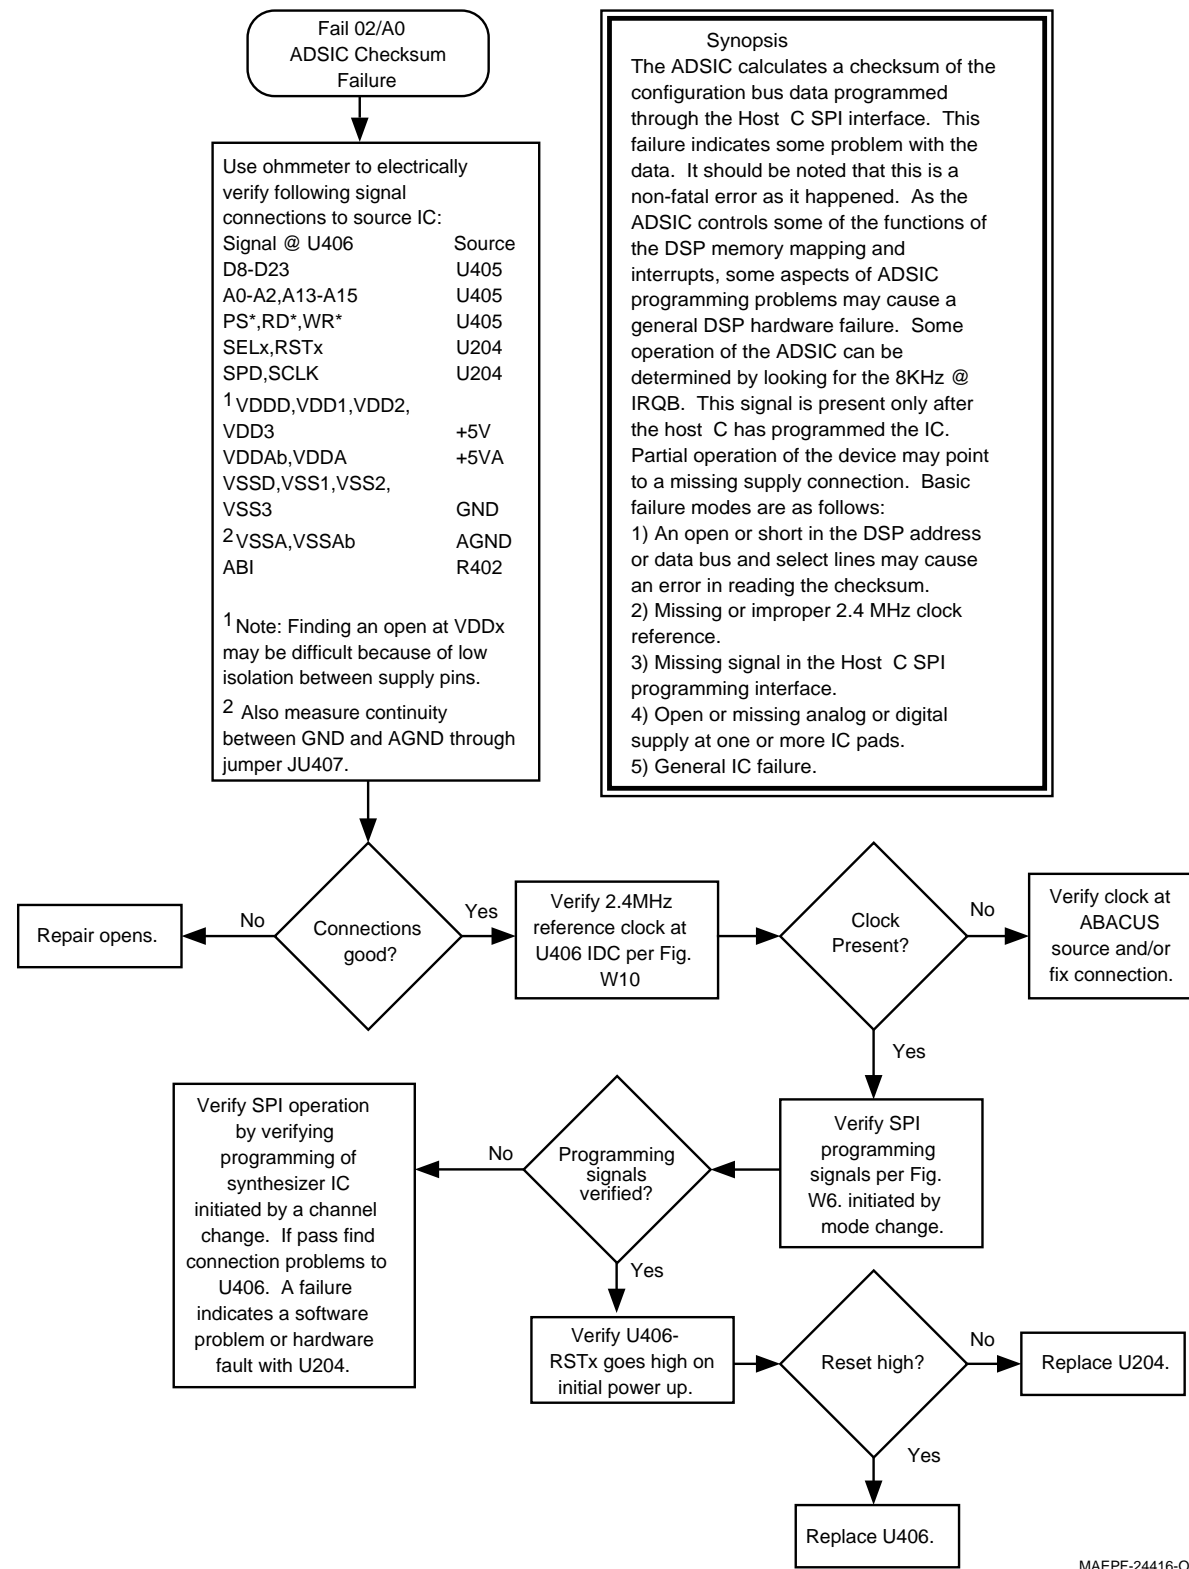 Fail 02/A0
ADSIC Checksum
Failure
Use ohmmeter to electrically
verify following signal
connections to source IC:
Signal @ U406 Source
D8-D23 U405
A0-A2,A13-A15 U405
PS*,RD*,WR* U405
SELx,RSTx U204
SPD,SCLK U204
1 VDDD,VDD1,VDD2,
VDD3 +5V
VDDAb,VDDA +5VA
VSSD,VSS1,VSS2,
VSS3 GND
2 VSSA,VSSAb AGND
ABI R402
1 Note: Finding an open at VDDx
may be difficult because of low
isolation between supply pins.
2 Also measure continuity
between GND and AGND through
jumper JU407.
Synopsis
The ADSIC calculates a checksum of the
configuration bus data programmed
through the Host C SPI interface. This
failure indicates some problem with the
data. It should be noted that this is a
non-fatal error as it happened. As the
ADSIC controls some of the functions of
the DSP memory mapping and
interrupts, some aspects of ADSIC
programming problems may cause a
general DSP hardware failure. Some
operation of the ADSIC can be
determined by looking for the 8KHz @
IRQB. This signal is present only after
the host C has programmed the IC.
Partial operation of the device may point
to a missing supply connection. Basic
failure modes are as follows:
1) An open or short in the DSP address
or data bus and select lines may cause
an error in reading the checksum.
2) Missing or improper 2.4 MHz clock
reference.
3) Missing signal in the Host C SPI
programming interface.
4) Open or missing analog or digital
supply at one or more IC pads.
5) General IC failure.
Repair opens.
No
Connections
good?
Yes
Verify 2.4MHz
reference clock at
U406 IDC per Fig.
W10
Clock
Present?
No
Verify clock at
ABACUS
source and/or
fix connection.
Yes
Verify SPI
programming
signals per Fig.
W6. initiated by
mode change.
Programming
signals
verified?
No
Verify SPI operation
by verifying
programming of
synthesizer IC
initiated by a channel
change. If pass find
connection problems to
U406. A failure
indicates a software
problem or hardware
fault with U204.
Yes
Verify U406-
RSTx goes high on
initial power up.
Reset high?
No
Replace U204.
Yes
Replace U406.
MAEPF-24416-O